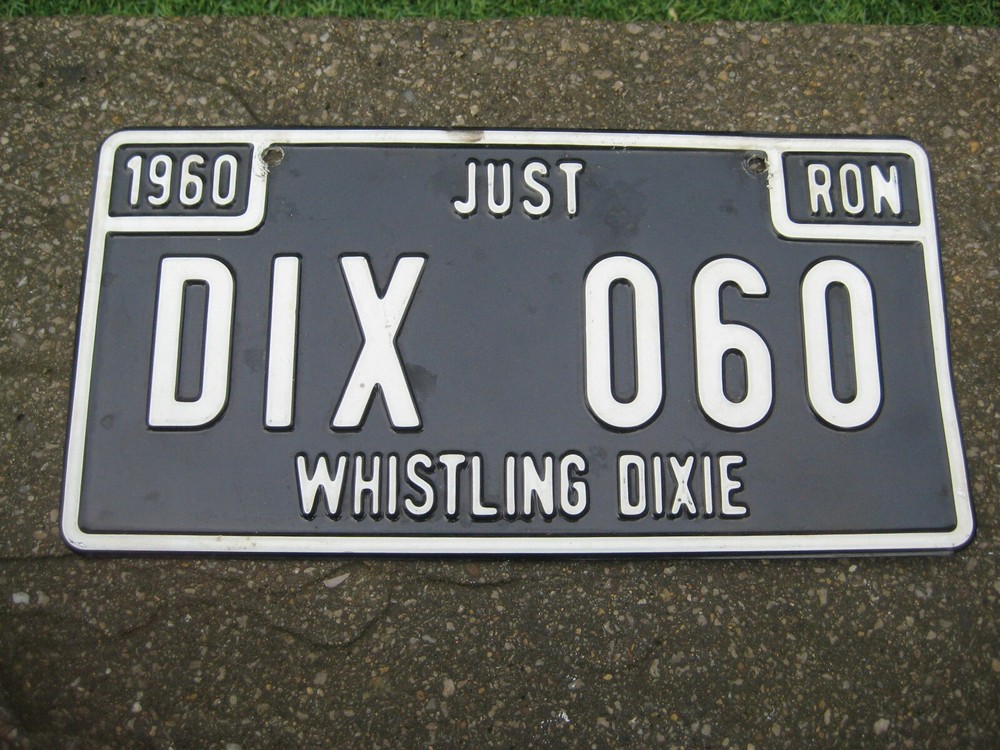 1960 JUST RON
DIX 060
WHISTLING DIXIE